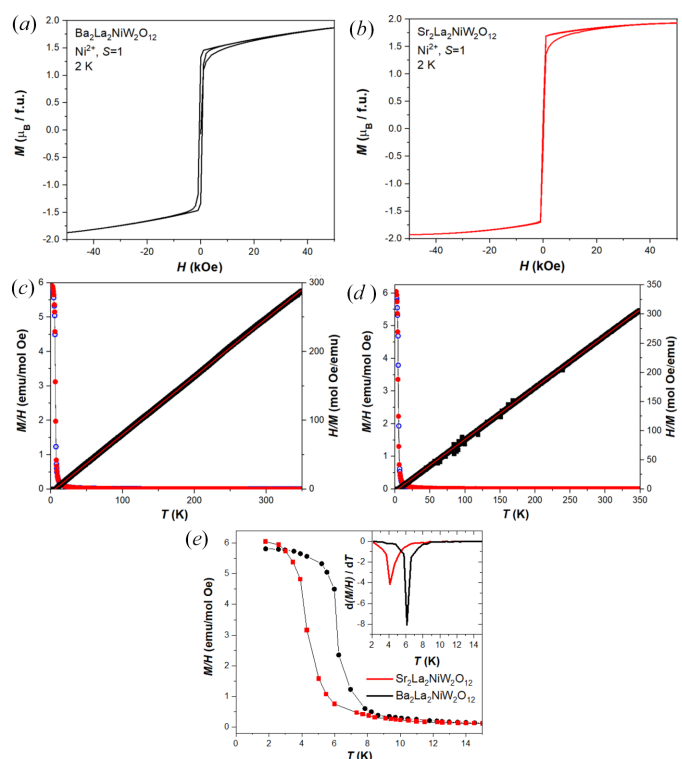 (a)
Ba₂La₂NiW₂O₁₂
Ni²⁺, S=1
2 K
2.0
1.5
1.0
0.5
0.0
-0.5
-1.0
-1.5
-2.0
M (μB / f.u.)
-40 -20 0 20 40
H (kOe)
(b)
Sr₂La₂NiW₂O₁₂
Ni²⁺, S=1
2 K
2.0
1.5
1.0
0.5
0.0
-0.5
-1.0
-1.5
-2.0
M (μB / f.u.)
-40 -20 0 20 40
H (kOe)
(c)
6
5
4
3
2
1
0
M/H (emu/mol Oe)
300
200
100
0
H/M (mol Oe/emu)
0 100 200 300
T (K)
(d)
6
5
4
3
2
1
0
M/H (emu/mol Oe)
350
300
250
200
150
100
50
0
H/M (mol Oe/emu)
0 50 100 150 200 250 300 350
T (K)
(e)
6
5
4
3
2
1
0
M/H (emu/mol Oe)
0 2 4 6 8 10 12 14
T (K)
0
-2
-4
-6
-8
d(M/H) / dT
2 4 6 8 10 12 14
T (K)
Sr₂La₂NiW₂O₁₂
Ba₂La₂NiW₂O₁₂